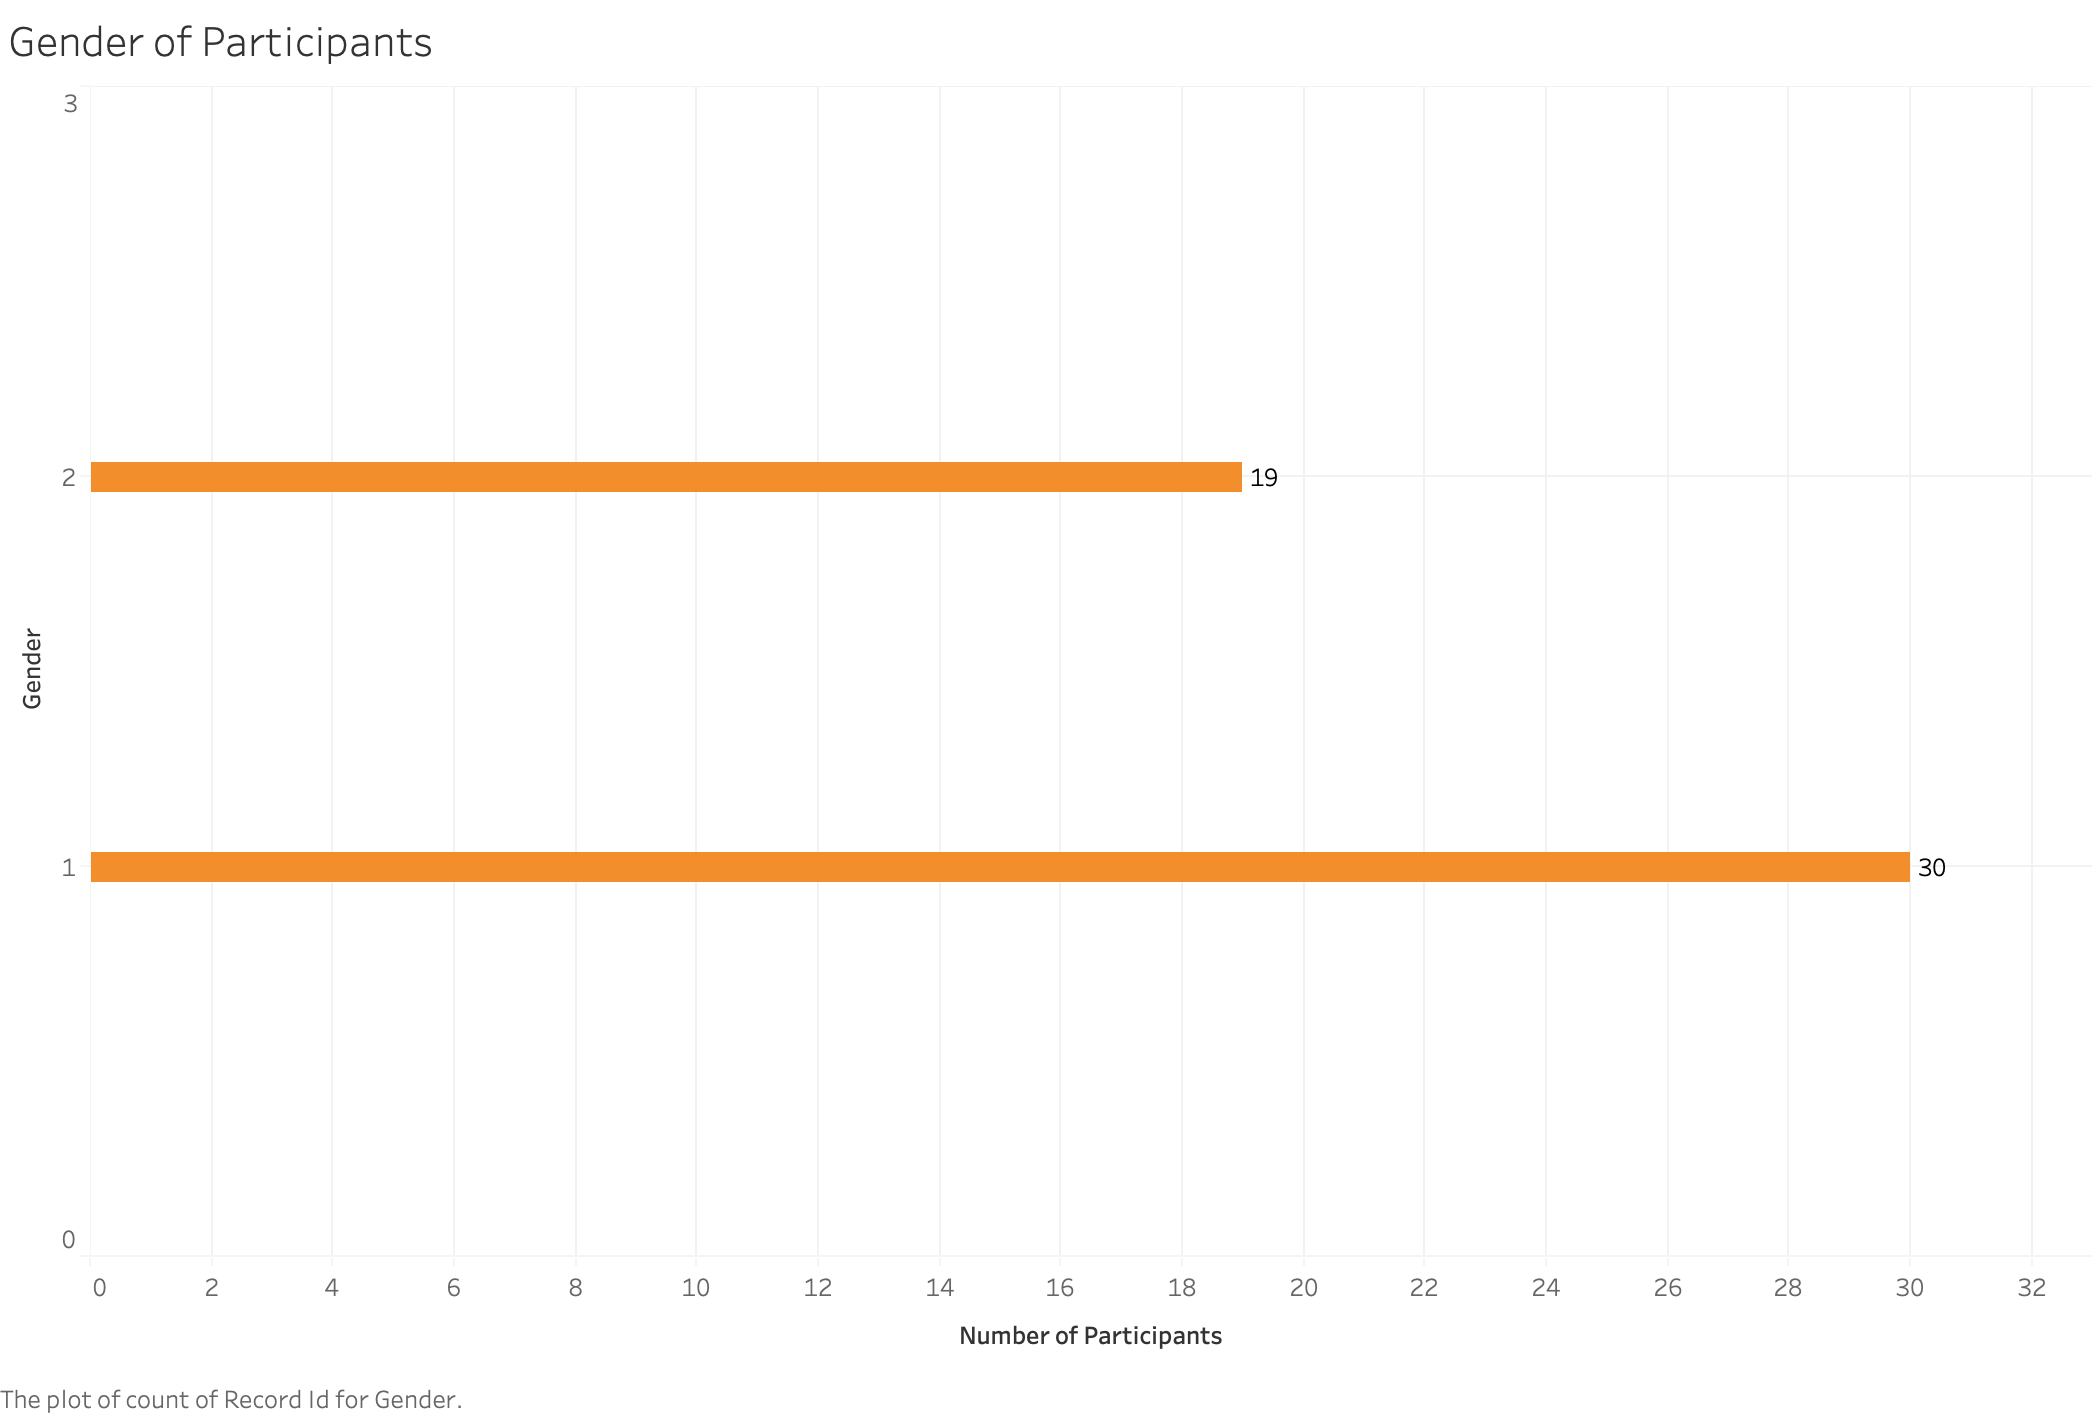 Gender of Participants
3
2
19
Gender
1
30
0
0 2 4 6 8 10 12 14 16 18 20 22 24 26 28 30 32
Number of Participants
The plot of count of Record Id for Gender.